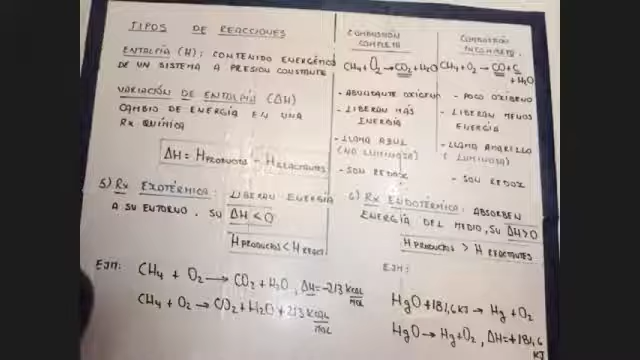 TIPOS DE REACCIONES
ENTALPÍA (H): CONTENIDO ENERGÉTICO
DE UN SISTEMA A PRESION CONSTANTE
VARIACIÓN DE ENTALPÍA (ΔH)
CAMBIO DE ENERGÍA EN UNA
RX QUÍMICA
ΔH = HPRODUCTOS - HREACTANTES
COMBUSTIÓN
COMPLETA
CH4 + O2 → CO2 + H2O
- ABUNDANTE OXÍGENO
- LIBERAN MÁS
ENERGÍA
- LLAMA AZUL
(NO LUMINOSA)
- SON REDOX
COMBUSTIÓN
INCOMPLETA
CH4 + O2 → CO + C
+ H2O
- POCO OXÍGENO
- LIBERAN MENOS
ENERGÍA
- LLAMA AMARILLO
(LUMINOSA)
- SON REDOX
5) RX EXOTÉRMICA: LIBERAN ENERGIA
A SU ENTORNO. SU ΔH < 0
HPRODUCTOS < H REACT
EJM: CH4 + O2 → CO2 + H2O, ΔH = -213 KCAL/MOL
CH4 + O2 → CO2 + H2O + 213 KCAL/MOL
6) RX ENDOTÉRMICA: ABSORBEN
ENERGÍA DEL MEDIO, SU ΔH>0
HPRODUCTOS > H REACTANTES
EJM:
HgO + 181,6 KJ → Hg + O2
HgO → Hg + O2, ΔH = +181,6
KJ